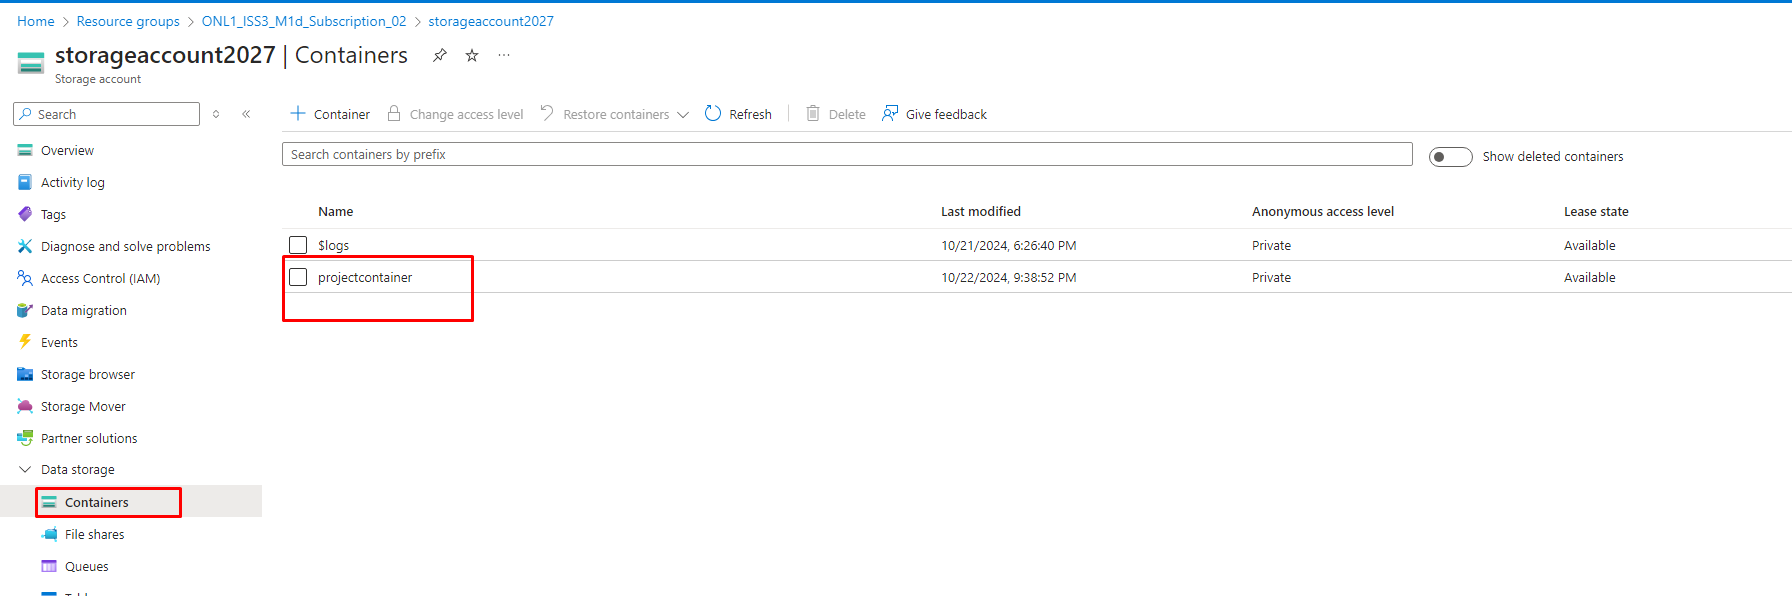 Home > Resource groups > ONL1_ISS3_M1d_Subscription_02 > storageaccount2027
storageaccount2027 | Containers ...
Storage account
Search
+ Container Change access level Restore containers Refresh Delete Give feedback
Search containers by prefix
Show deleted containers
Name Last modified Anonymous access level Lease state
$logs 10/21/2024, 6:26:40 PM Private Available
projectcontainer 10/22/2024, 9:38:52 PM Private Available
Overview
Activity log
Tags
Diagnose and solve problems
Access Control (IAM)
Data migration
Events
Storage browser
Storage Mover
Partner solutions
Data storage
Containers
File shares
Queues